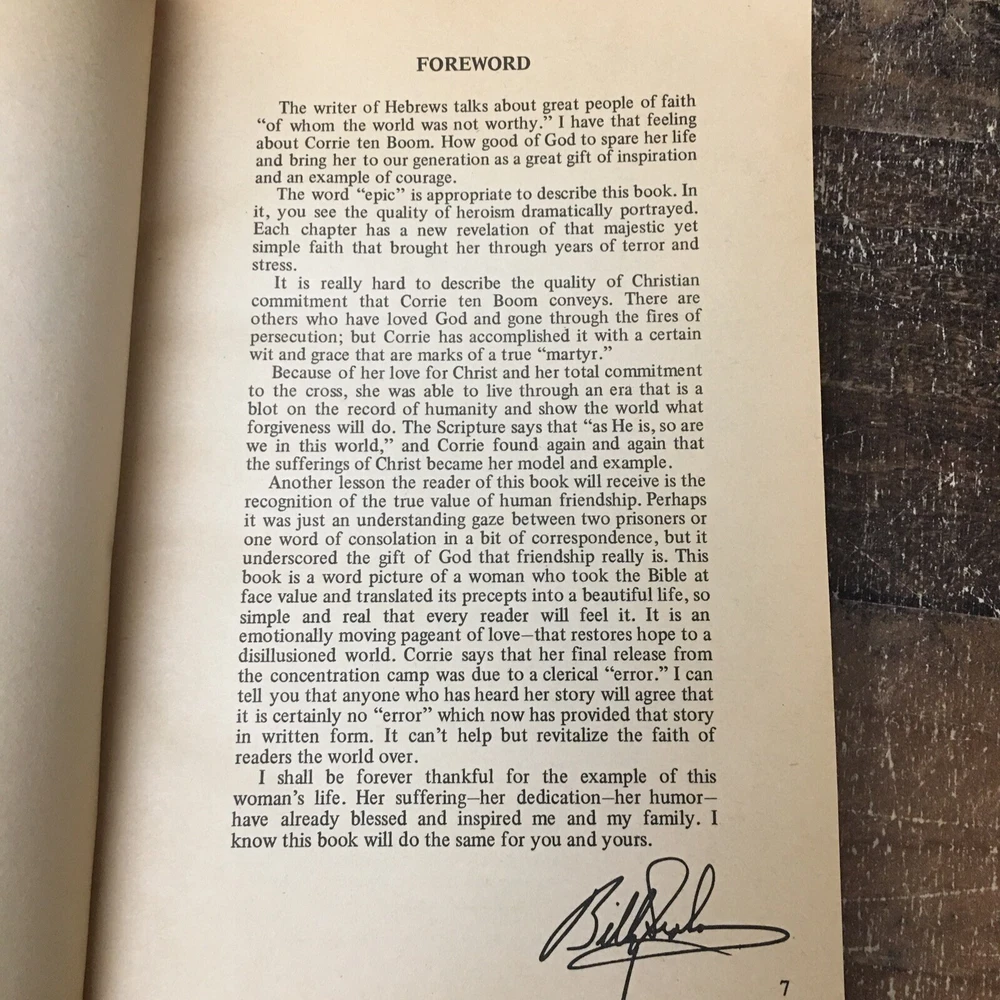 FOREWORD
The writer of Hebrews talks about great people of faith
“of whom the world was not worthy.” I have that feeling
about Corrie ten Boom. How good of God to spare her life
and bring her to our generation as a great gift of inspiration
and an example of courage.
The word “epic” is appropriate to describe this book. In
it, you see the quality of heroism dramatically portrayed.
Each chapter has a new revelation of that majestic yet
simple faith that brought her through years of terror and
stress.
It is really hard to describe the quality of Christian
commitment that Corrie ten Boom conveys. There are
others who have loved God and gone through the fires of
persecution; but Corrie has accomplished it with a certain
wit and grace that are marks of a true “martyr.”
Because of her love for Christ and her total commitment
to the cross, she was able to live through an era that is a
blot on the record of humanity and show the world what
forgiveness will do. The Scripture says that “as He is, so are
we in this world,” and Corrie found again and again that
the sufferings of Christ became her model and example.
Another lesson the reader of this book will receive is the
recognition of the true value of human friendship. Perhaps
it was just an understanding gaze between two prisoners or
one word of consolation in a bit of correspondence, but it
underscored the gift of God that friendship really is. This
book is a word picture of a woman who took the Bible at
face value and translated its precepts into a beautiful life, so
simple and real that every reader will feel it. It is an
emotionally moving pageant of love—that restores hope to a
disillusioned world. Corrie says that her final release from
the concentration camp was due to a clerical “error.” I can
tell you that anyone who has heard her story will agree that
it is certainly no “error” which now has provided that story
in written form. It can’t help but revitalize the faith of
readers the world over.
I shall be forever thankful for the example of this
woman’s life. Her suffering—her dedication—her humor—
have already blessed and inspired me and my family. I
know this book will do the same for you and yours.
Billy Graham
7